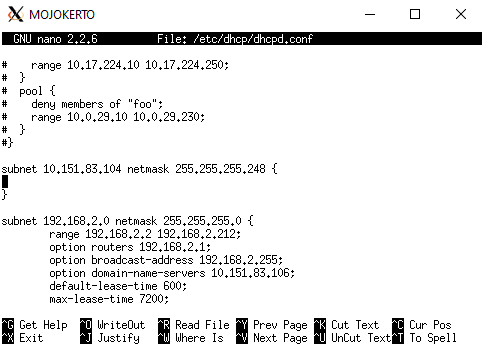 MOJOKERTO
GNU nano 2.2.6 File: /etc/dhcp/dhcpd.conf
#    range 10.17.224.10 10.17.224.250;
#  }
#  pool {
#    deny members of "foo";
#    range 10.0.29.10 10.0.29.230;
#  }
#}
subnet 10.151.83.104 netmask 255.255.255.248 {
}
subnet 192.168.2.0 netmask 255.255.255.0 {
range 192.168.2.2 192.168.2.212;
option routers 192.168.2.1;
option broadcast-address 192.168.2.255;
option domain-name-servers 10.151.83.106;
default-lease-time 600;
max-lease-time 7200;
^G Get Help ^O WriteOut ^R Read File ^Y Prev Page ^K Cut Text ^C Cur Pos
^X Exit ^J Justify ^W Where Is ^V Next Page ^U UnCut Text ^T To Spell